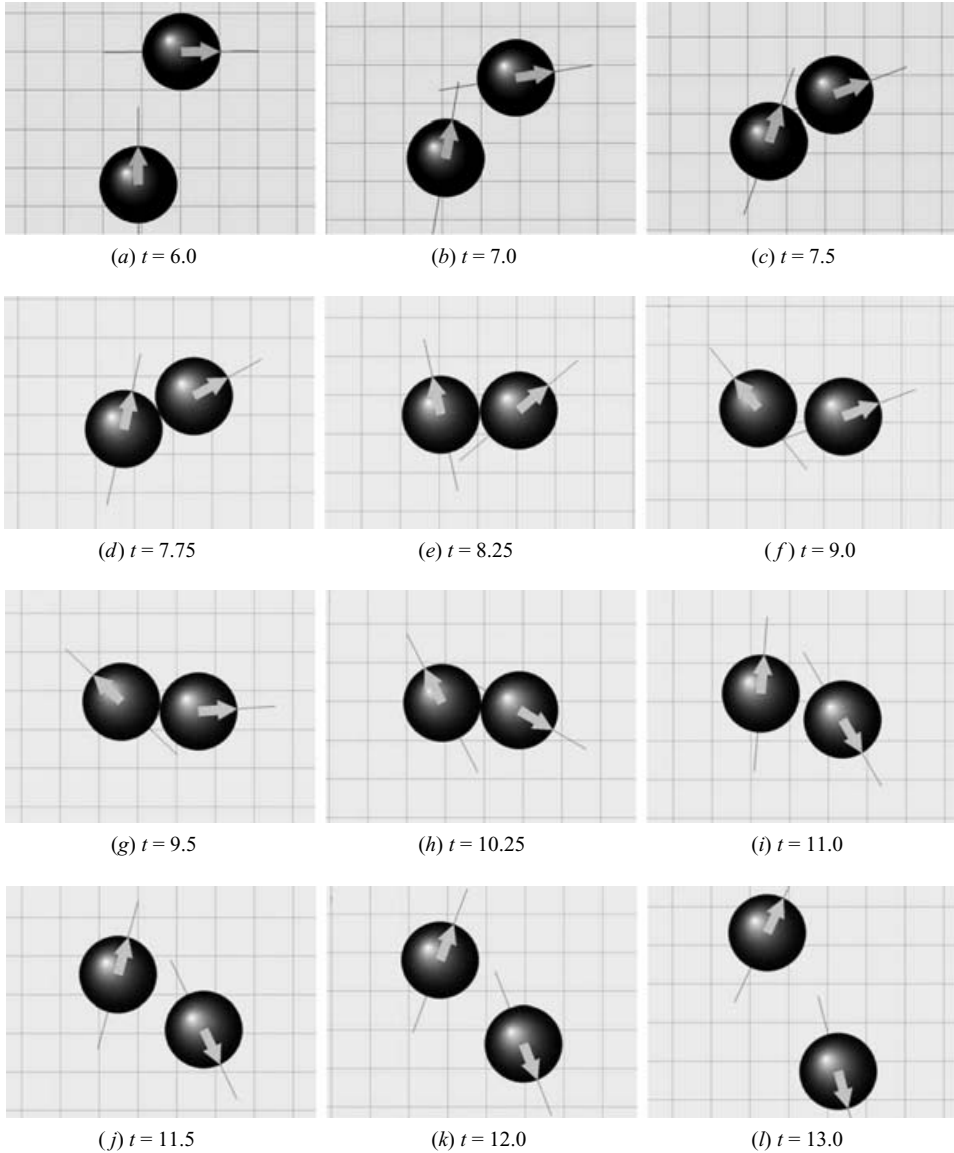 (a) t = 6.0
(b) t = 7.0
(c) t = 7.5
(d) t = 7.75
(e) t = 8.25
(f) t = 9.0
(g) t = 9.5
(h) t = 10.25
(i) t = 11.0
(j) t = 11.5
(k) t = 12.0
(l) t = 13.0